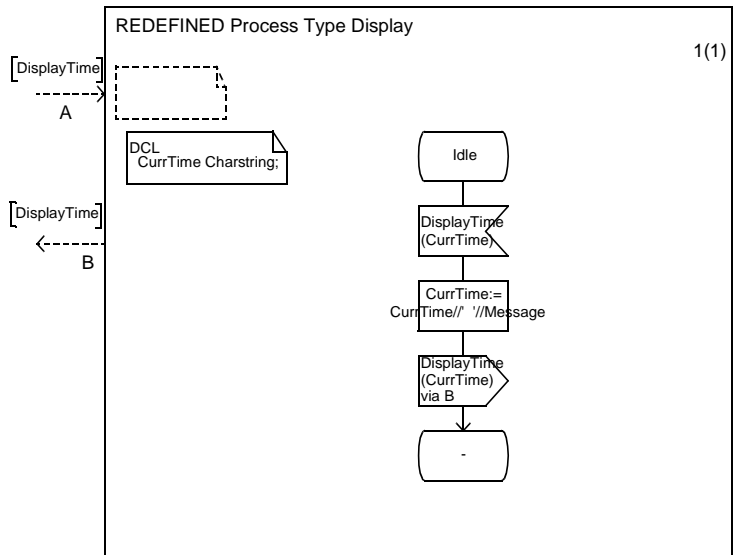 REDEFINED Process Type Display
1(1)
[DisplayTime]
A
DCL
CurrTime Charstring;
Idle
[DisplayTime]
B
DisplayTime
(CurrTime)
CurrTime:=
CurrTime//' '//Message
DisplayTime
(CurrTime)
via B
-